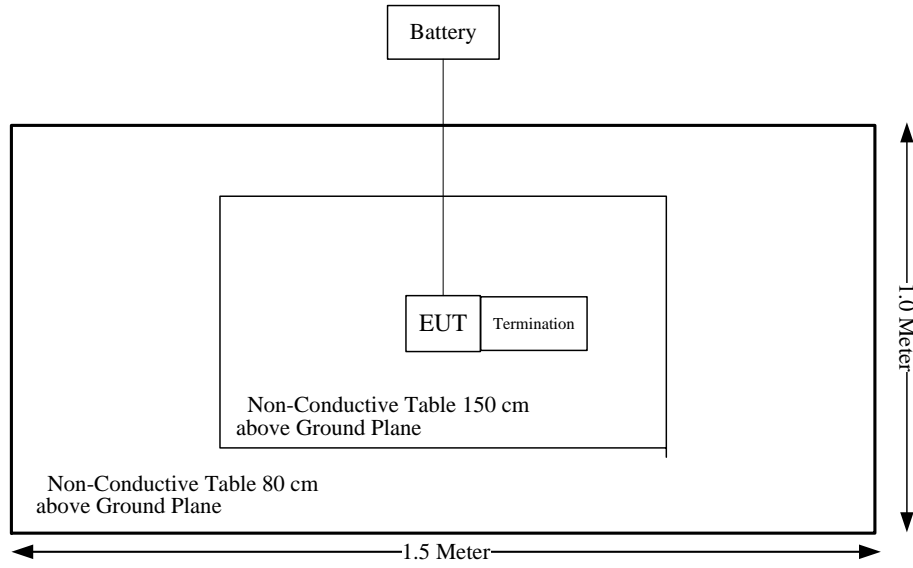 Battery
EUT
Termination
Non-Conductive Table 150 cm
above Ground Plane
Non-Conductive Table 80 cm
above Ground Plane
1.0 Meter
1.5 Meter